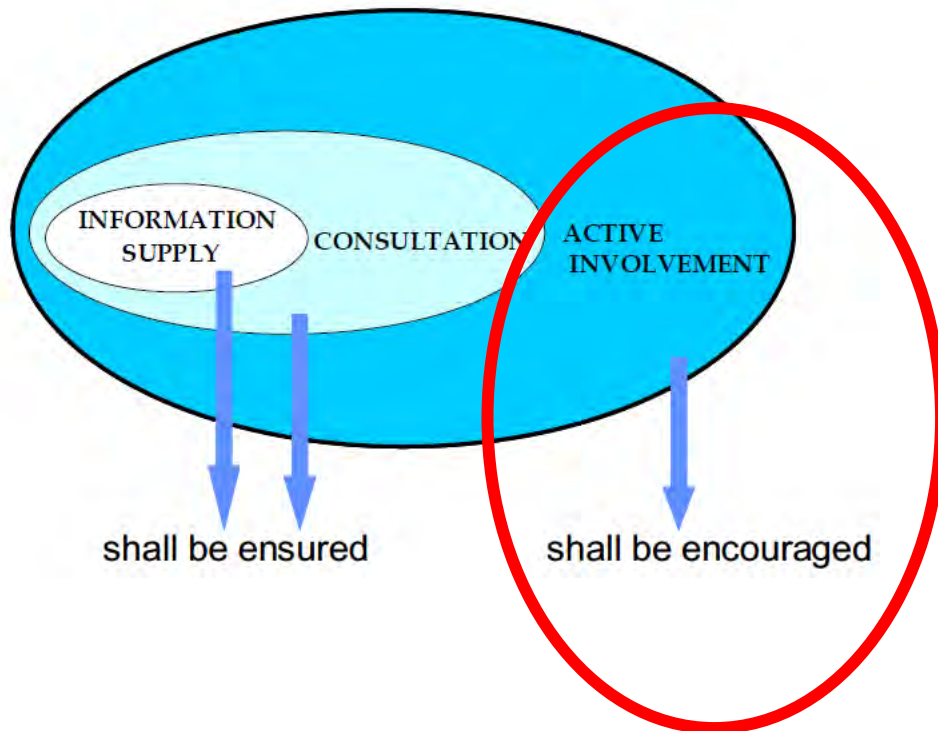 INFORMATION
SUPPLY
CONSULTATION
ACTIVE
INVOLVEMENT
shall be ensured
shall be encouraged